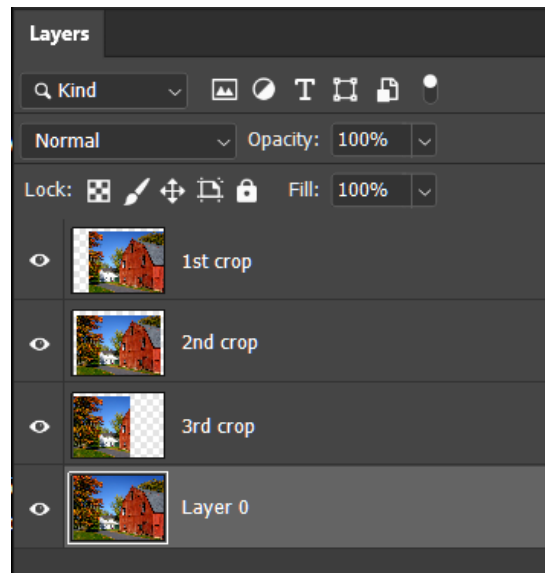 Layers
Kind
Normal Opacity: 100%
Lock: Fill: 100%
1st crop
2nd crop
3rd crop
Layer 0